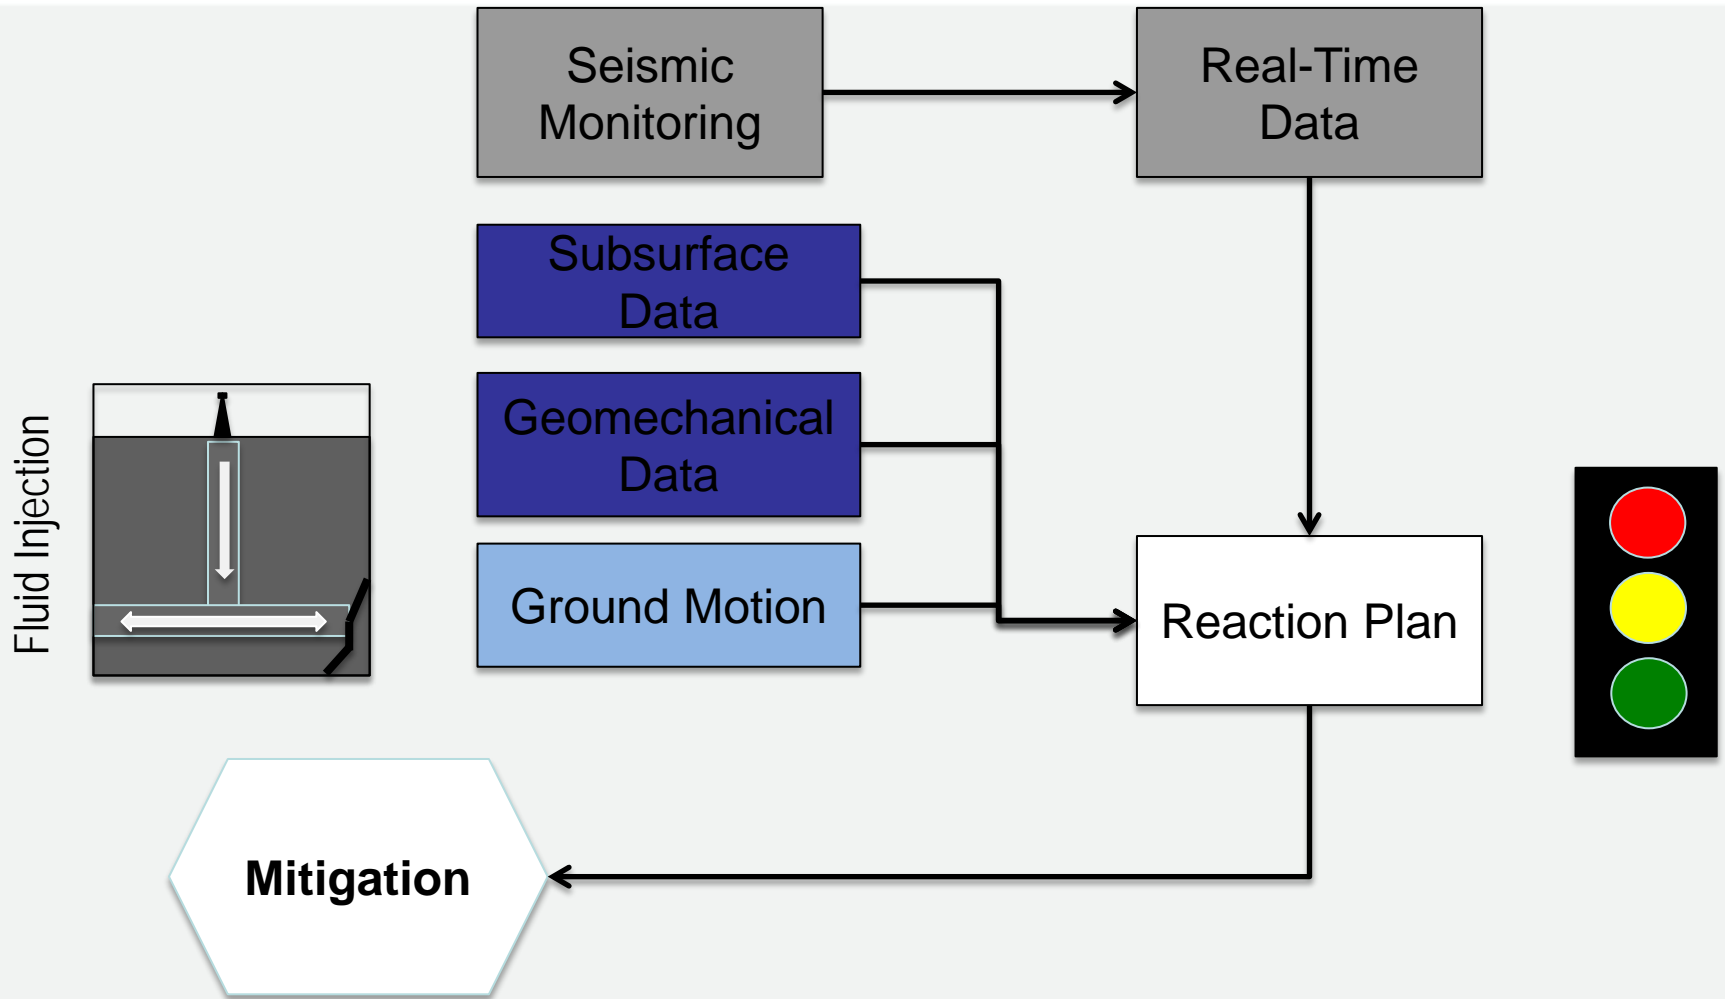 Seismic
Monitoring
Real-Time
Data
Subsurface
Data
Geomechanical
Data
Fluid Injection
Ground Motion
Reaction Plan
Mitigation